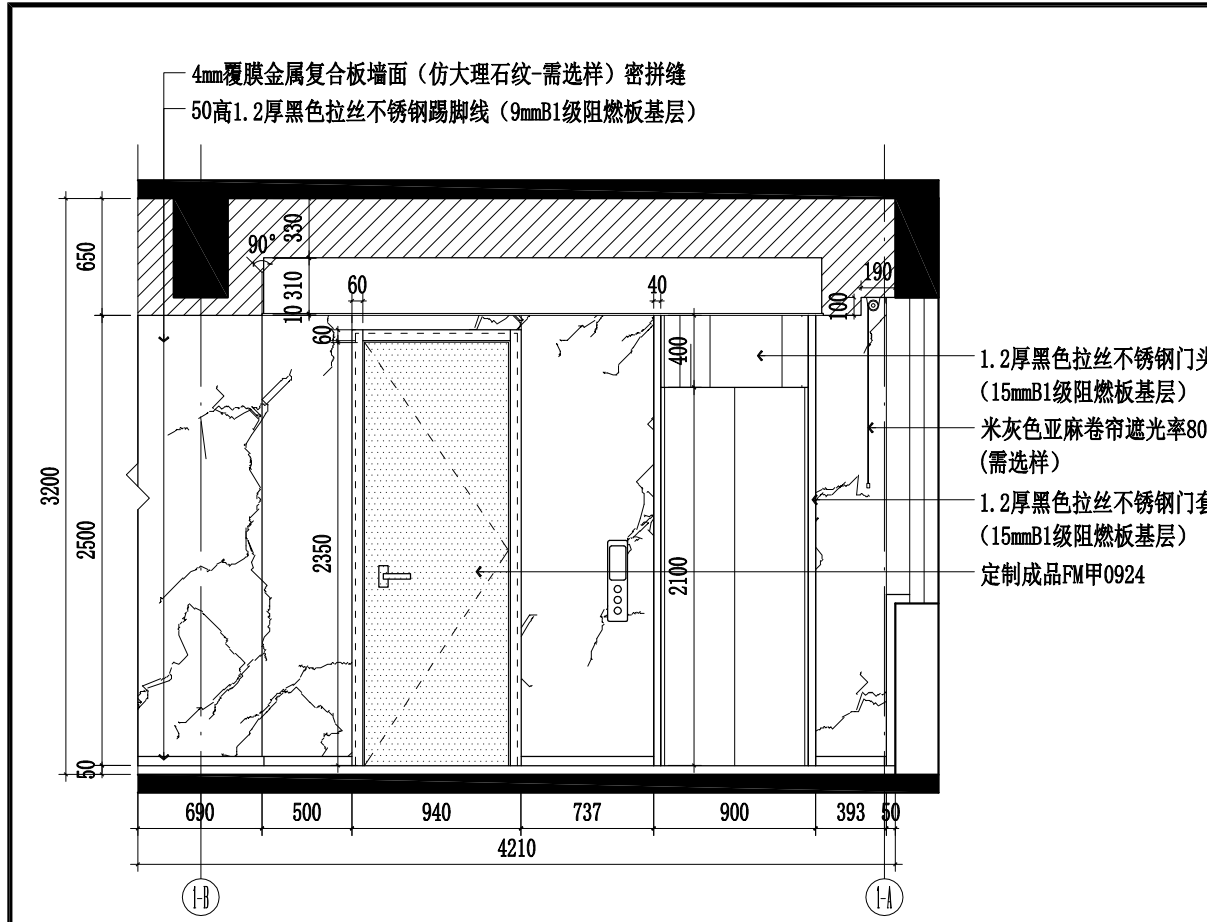 4mm覆膜金属复合板墙面（仿大理石纹-需选样）密拼缝
50高1.2厚黑色拉丝不锈钢踢脚线（9mmB1级阻燃板基层）
650
330
90°
310
10
60
40
190
100
60
400
1.2厚黑色拉丝不锈钢门头
（15mmB1级阻燃板基层）
米灰色亚麻卷帘遮光率80
(需选样）
3200
2500
2350
2100
1.2厚黑色拉丝不锈钢门套
（15mmB1级阻燃板基层）
定制成品FM甲0924
50
690
500
940
737
900
393
50
4210
1-B
1-A